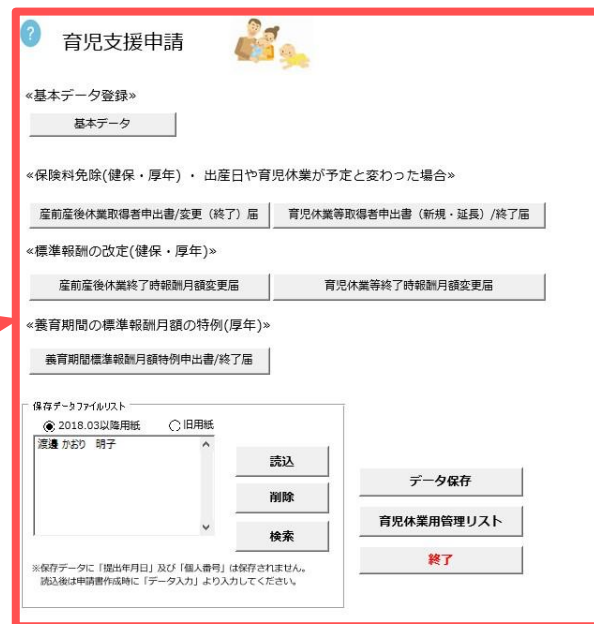 ?
育児支援申請
≪基本データ登録≫
基本データ
≪保険料免除(健保・厚年) ・ 出産日や育児休業が予定と変わった場合≫
産前産後休業取得者申出書/変更（終了）届
育児休業等取得者申出書（新規・延長）/終了届
≪標準報酬の改定(健保・厚年)≫
産前産後休業終了時報酬月額変更届
育児休業等終了時報酬月額変更届
≪養育期間の標準報酬月額の特例(厚年)≫
養育期間標準報酬月額特例申出書/終了届
保存データファイルリスト
2018.03以降用紙
旧用紙
渡邊 かおり 明子
読込
削除
検索
※保存データに「提出年月日」及び「個人番号」は保存されません。
読込後は申請書作成時に「データ入力」より入力してください。
データ保存
育児休業用管理リスト
終了